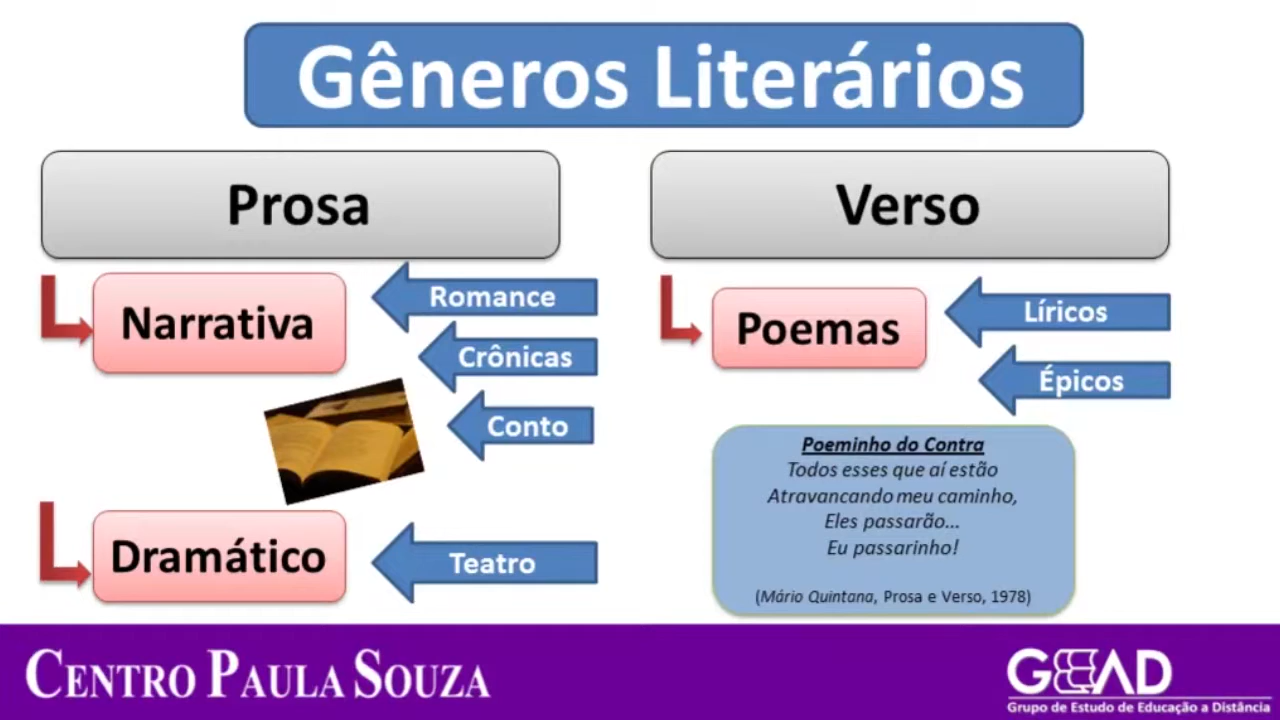 Gêneros Literários
Prosa
Narrativa
Romance
Crônicas
Conto
Dramático
Teatro
Verso
Poemas
Líricos
Épicos
Poeminho do Contra
Todos esses que aí estão
Atravancando meu caminho,
Eles passarão...
Eu passarinho!
(Mário Quintana, Prosa e Verso, 1978)
CENTRO PAULA SOUZA
GEEAD
Grupo de Estudo de Educação a Distância